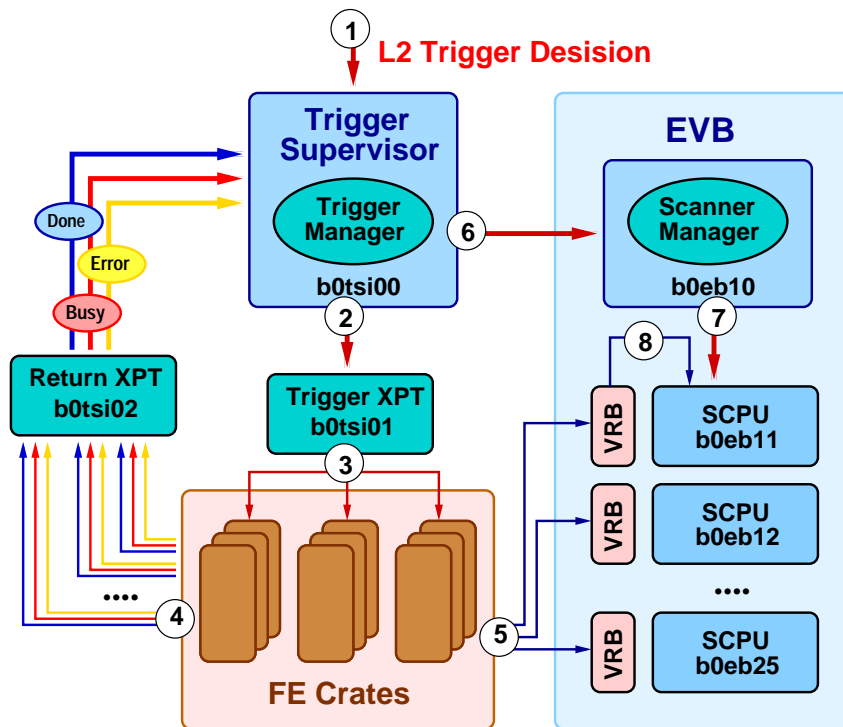 1
L2 Trigger Desision
Trigger
Supervisor
EVB
Trigger
Manager
Scanner
Manager
6
Done
Error
Busy
b0tsi00
b0eb10
2
7
8
Return XPT
b0tsi02
Trigger XPT
b0tsi01
VRB
SCPU
b0eb11
3
VRB
SCPU
b0eb12
....
....
4
5
VRB
SCPU
b0eb25
FE Crates